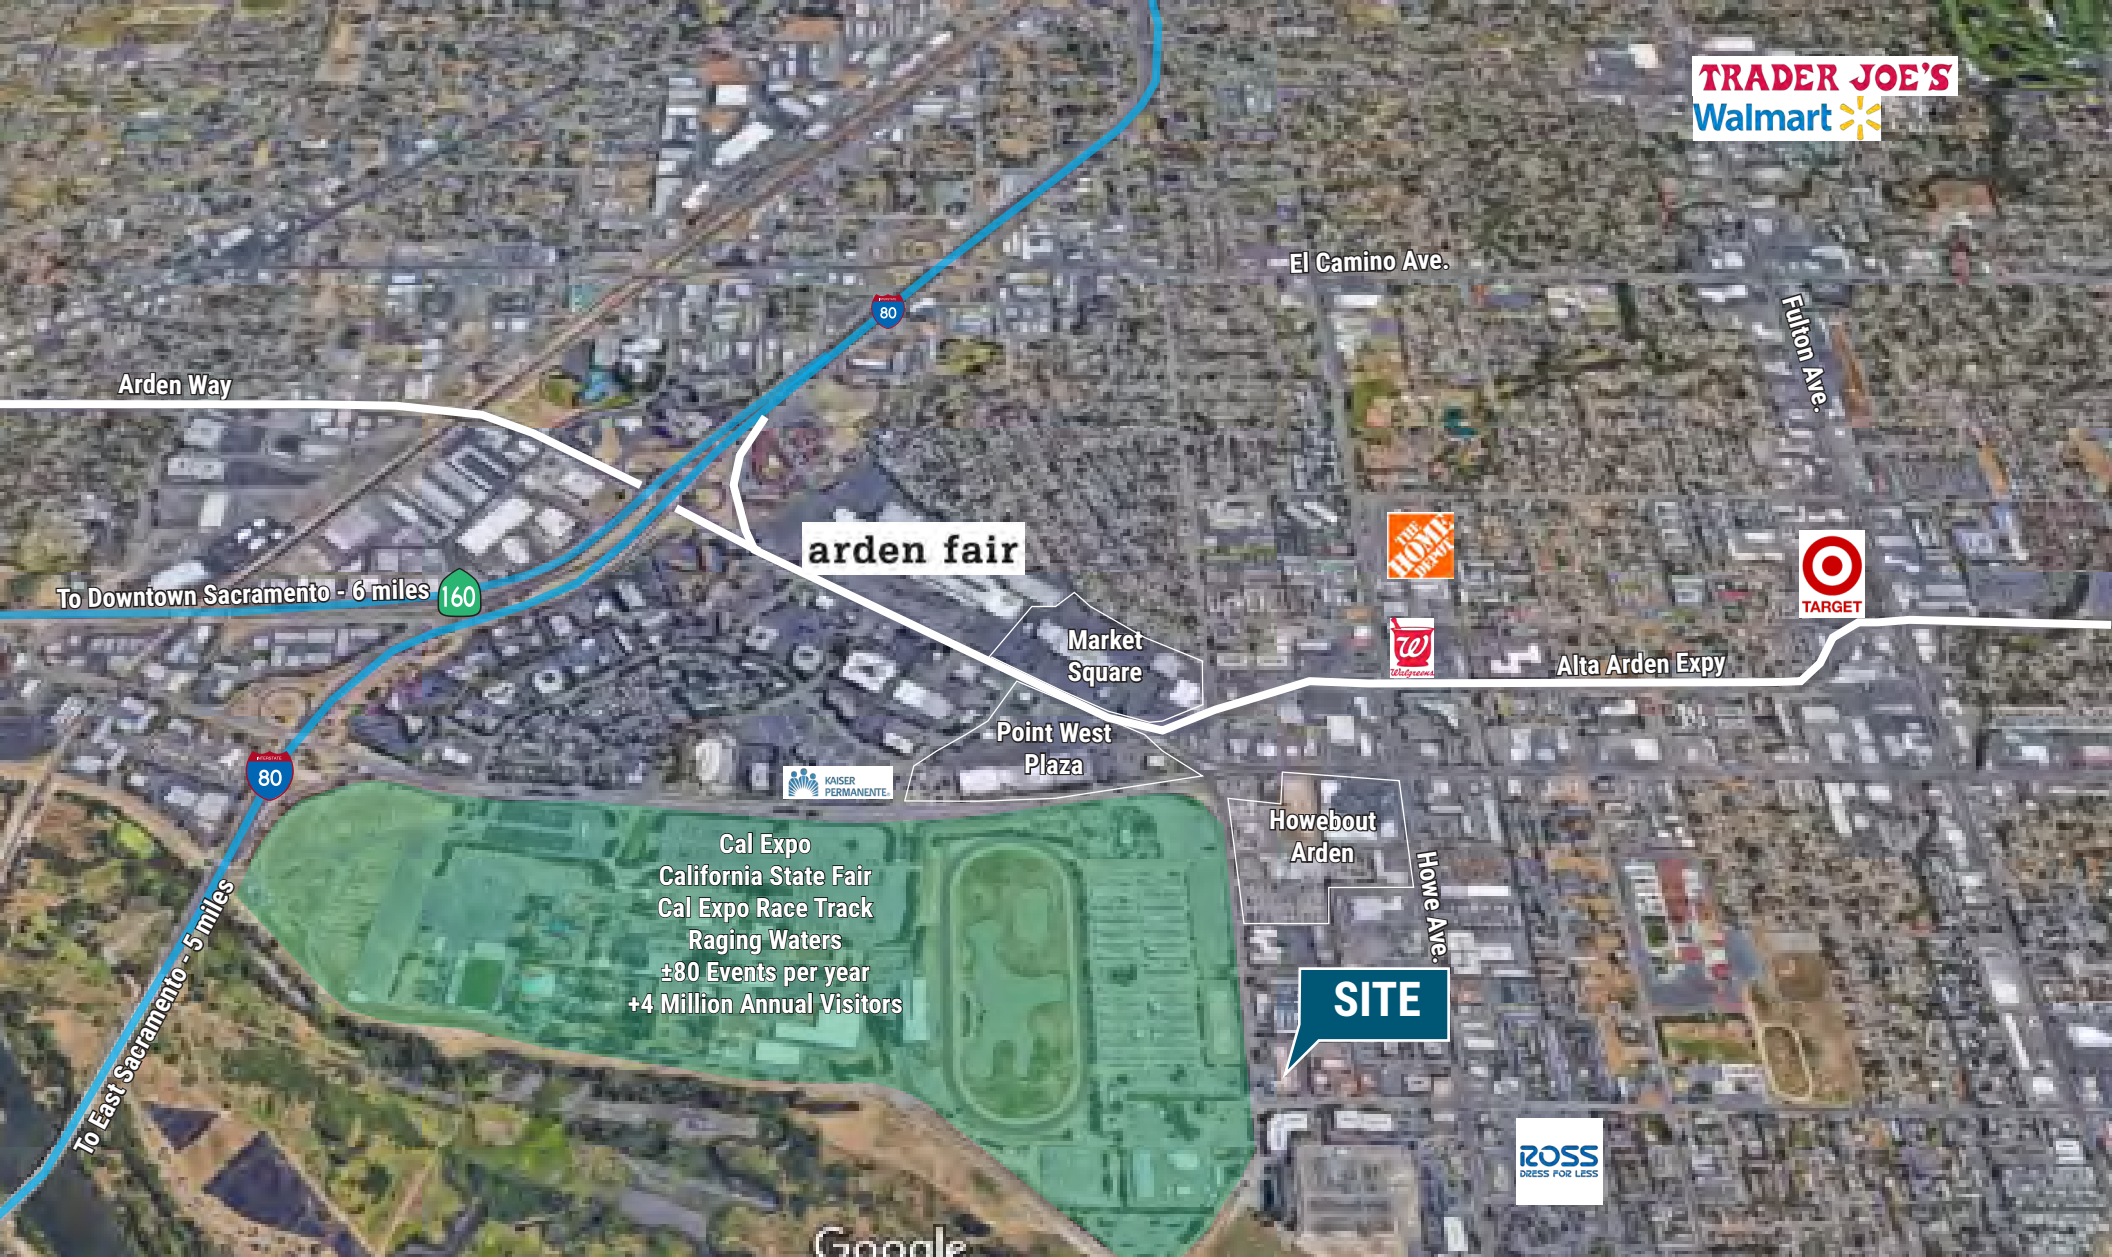 TRADER JOE'S
Walmart
El Camino Ave.
Fulton Ave.
80
Arden Way
THE HOME DEPOT
arden fair
TARGET
To Downtown Sacramento - 6 miles
160
Market
Square
Walgreens
Alta Arden Expy
Point West
Plaza
INTERSTATE
80
KAISER
PERMANENTE
Howebout
Arden
Howe Ave.
Cal Expo
California State Fair
Cal Expo Race Track
Raging Waters
±80 Events per year
+4 Million Annual Visitors
To East Sacramento - 5 miles
SITE
ROSS
DRESS FOR LESS
Google